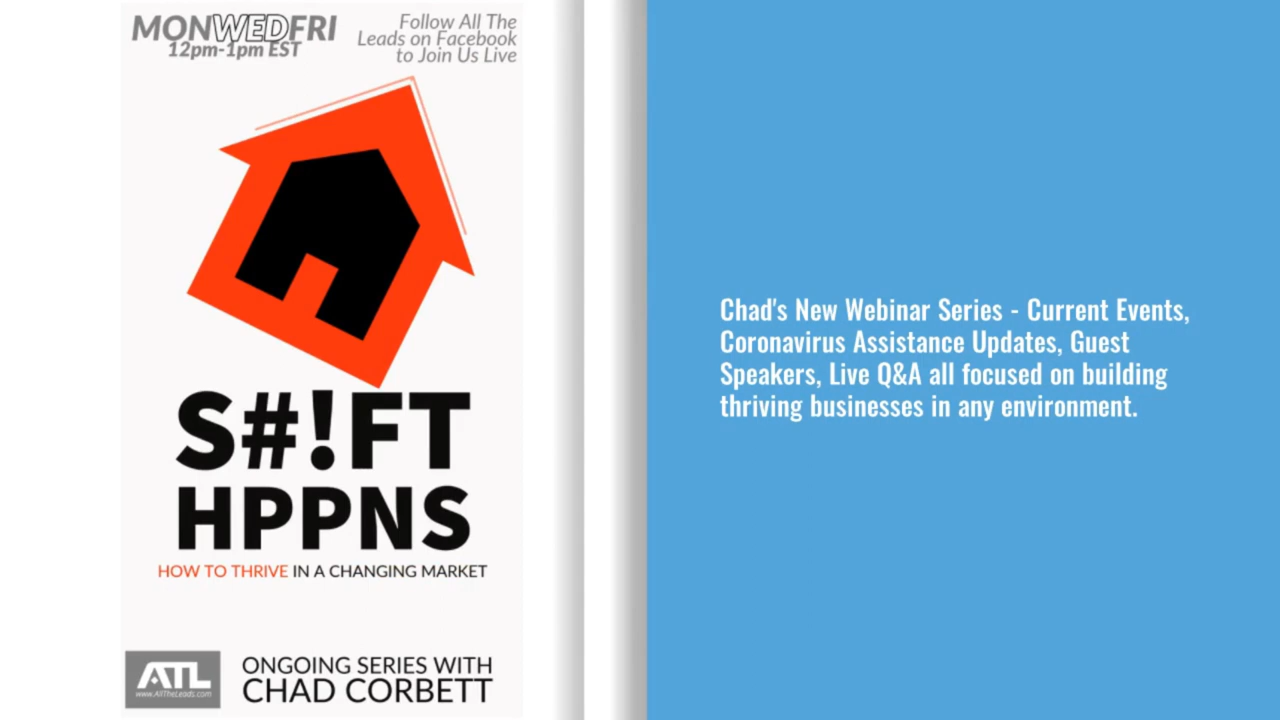 MONWEDFRI
12pm-1pm EST
Follow All The
Leads on Facebook
to Join Us Live
S#!FT
HPPNS
HOW TO THRIVE IN A CHANGING MARKET
ATL
www.AllTheLeads.com
ONGOING SERIES WITH
CHAD CORBETT
Chad's New Webinar Series - Current Events,
Coronavirus Assistance Updates, Guest
Speakers, Live Q&A all focused on building
thriving businesses in any environment.